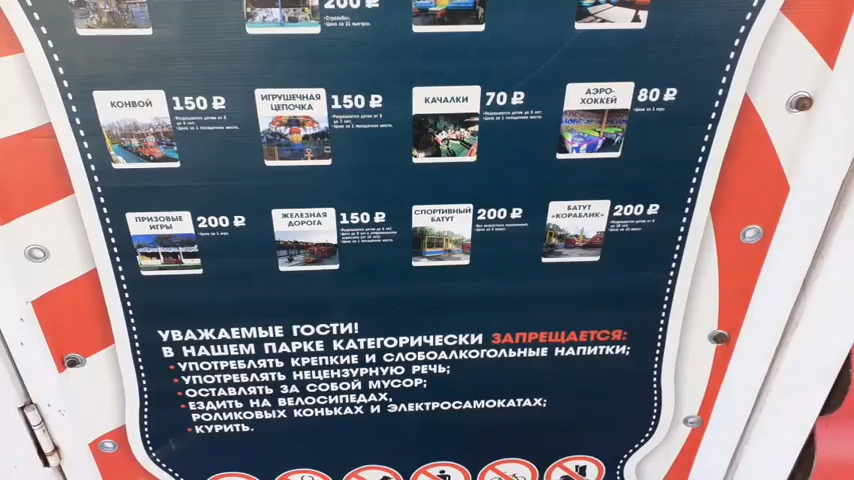 200 ₽
КОНВОЙ
150 ₽
ИГРУШЕЧНАЯ
ЦЕПОЧКА
150 ₽
КАЧАЛКИ
70 ₽
АЭРО-
ХОККЕЙ
80 ₽
ПРИЗОВЫЕ
ИГРЫ
200 ₽
ЖЕЛЕЗНАЯ
ДОРОГА
150 ₽
СПОРТИВНЫЙ
БАТУТ
200 ₽
БАТУТ
«КОРАБЛИК»
200 ₽
УВАЖАЕМЫЕ ГОСТИ!
В НАШЕМ ПАРКЕ КАТЕГОРИЧЕСКИ ЗАПРЕЩАЕТСЯ:
• УПОТРЕБЛЯТЬ КРЕПКИЕ И СЛОБОАЛКОГОЛЬНЫЕ НАПИТКИ;
• УПОТРЕБЛЯТЬ НЕЦЕНЗУРНУЮ РЕЧЬ;
• ОСТАВЛЯТЬ ЗА СОБОЙ МУСОР;
• ЕЗДИТЬ НА ВЕЛОСИПЕДАХ,
РОЛИКОВЫХ КОНЬКАХ И ЭЛЕКТРОСАМОКАТАХ;
• КУРИТЬ.